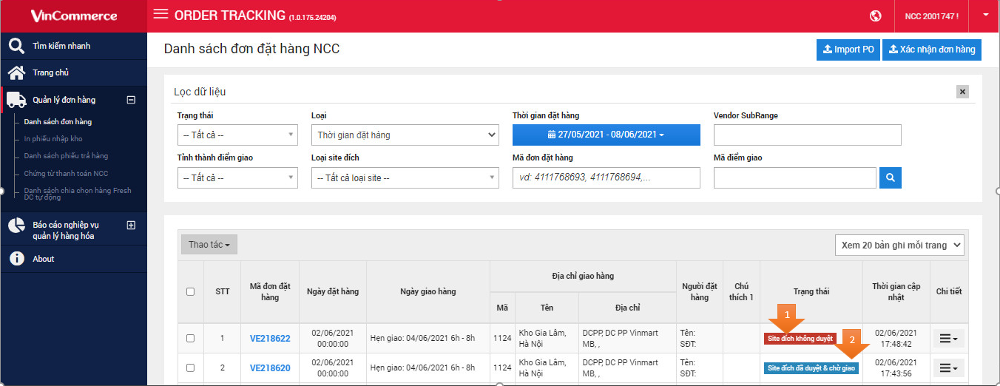 VinCommerce
ORDER TRACKING (1.0.175.24204)
NCC 2001747 !
Tìm kiếm nhanh
Trang chủ
Quản lý đơn hàng
Danh sách đơn hàng
In phiếu nhập kho
Danh sách phiếu trả hàng
Chứng từ thanh toán NCC
Danh sách chia chọn hàng Fresh
DC tự động
Báo cáo nghiệp vụ
quản lý hàng hóa
About
Danh sách đơn đặt hàng NCC
Import PO
Xác nhận đơn hàng
Lọc dữ liệu
Trạng thái
Loại
Thời gian đặt hàng
Vendor SubRange
-- Tất cả --
Thời gian đặt hàng
27/05/2021 - 08/06/2021
Tỉnh thành điểm giao
Loại site đích
Mã đơn đặt hàng
Mã điểm giao
-- Tất cả --
-- Tất cả loại site --
vd: 4111768693, 4111768694,...
Thao tác
Xem 20 bản ghi mỗi trang
STT
Mã đơn đặt
hàng
Ngày đặt hàng
Ngày giao hàng
Địa chỉ giao hàng
Mã
Tên
Địa chỉ
Người đặt
hàng
Chú
thích 1
Trạng thái
Thời gian cập
nhật
Chi tiết
1
1
VE218622
02/06/2021
00:00:00
Hẹn giao: 04/06/2021 6h - 8h
1124
Kho Gia Lâm,
Hà Nội
DCPP, DC PP Vinmart
MB, ,
Tên:
SĐT:
Site đích không duyệt
02/06/2021
17:48:42
2
2
VE218620
02/06/2021
00:00:00
Hẹn giao: 04/06/2021 6h - 8h
1124
Kho Gia Lâm,
Hà Nội
DCPP, DC PP Vinmart
MB, ,
Tên:
SĐT:
Site đích đã duyệt & chờ giao
02/06/2021
17:43:56